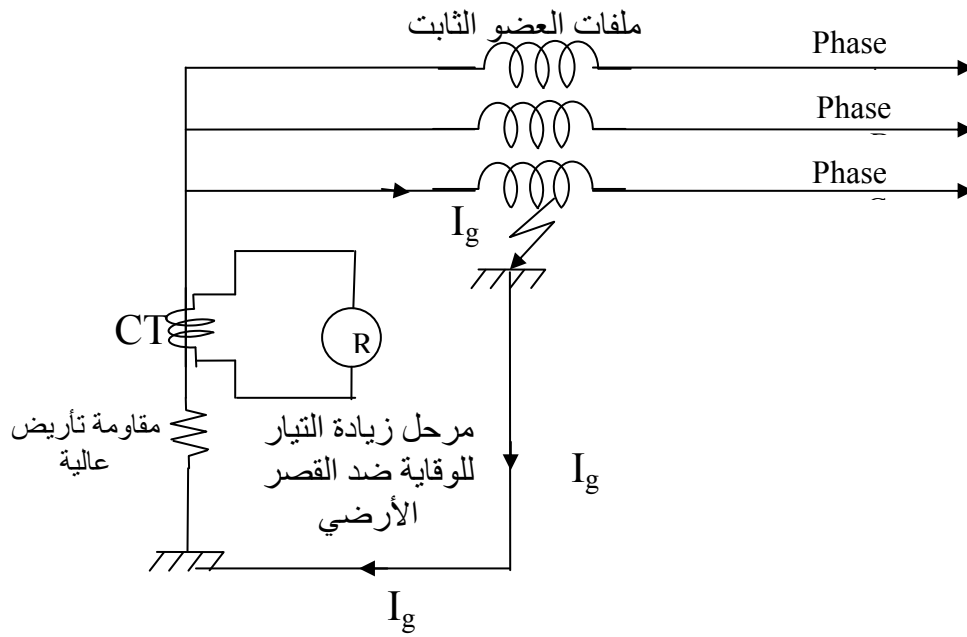 ملفات العضو الثابت
Phase
Phase
Phase
Ig
CT
R
مقاومة تأريض
عالية
مرحل زيادة التيار
للوقاية ضد القصر
الأرضي
Ig
Ig